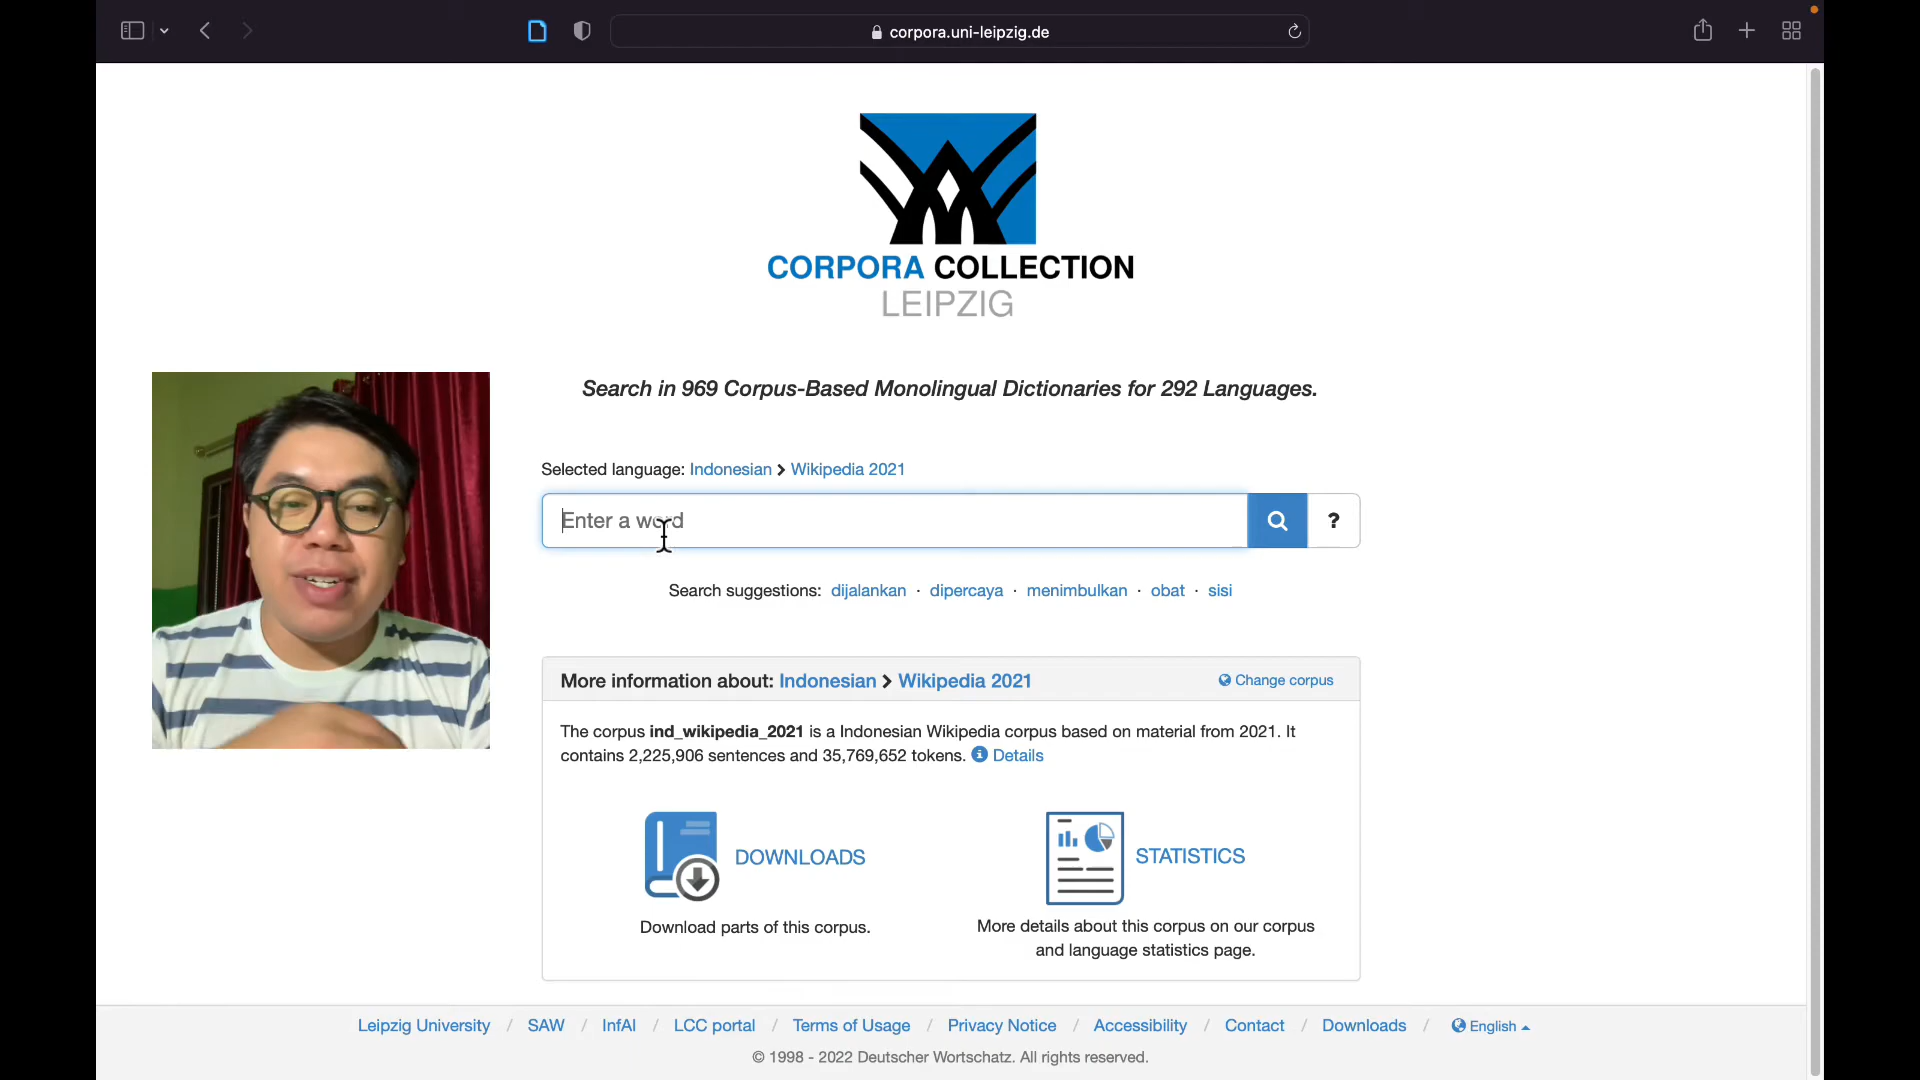 corpora.uni-leipzig.de
CORPORA COLLECTION
LEIPZIG
Search in 969 Corpus-Based Monolingual Dictionaries for 292 Languages.
Selected language: Indonesian > Wikipedia 2021
Enter a word
?
Search suggestions: dijalankan · dipercaya · menimbulkan · obat · sisi
More information about: Indonesian > Wikipedia 2021
Change corpus
The corpus ind_wikipedia_2021 is a Indonesian Wikipedia corpus based on material from 2021. It
contains 2,225,906 sentences and 35,769,652 tokens. Details
DOWNLOADS
Download parts of this corpus.
STATISTICS
More details about this corpus on our corpus
and language statistics page.
Leipzig University / SAW / InfAI / LCC portal / Terms of Usage / Privacy Notice / Accessibility / Contact / Downloads / English
© 1998 - 2022 Deutscher Wortschatz. All rights reserved.